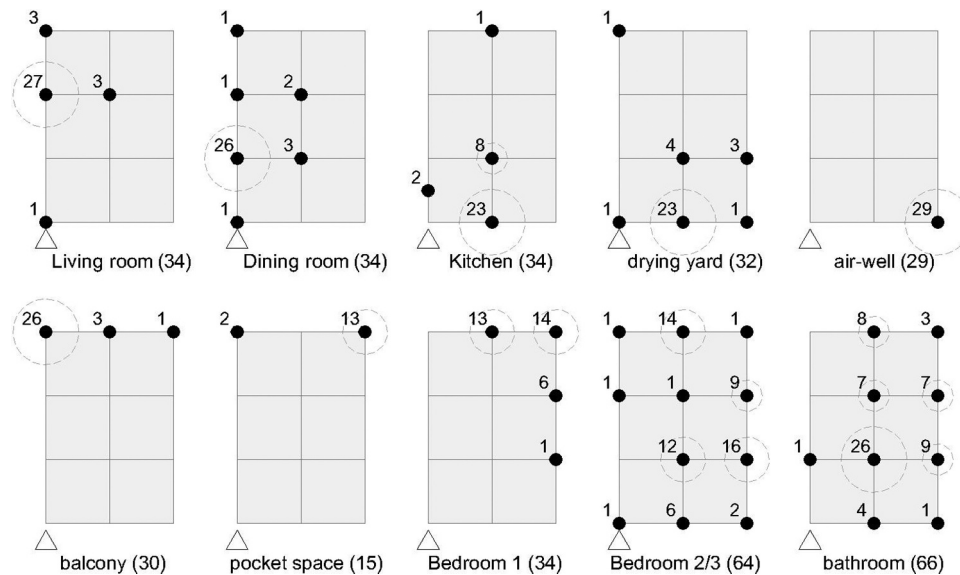 3
27 3
1
Living room (34)
1
1 2
26 3
1
Dining room (34)
1
8
2
23
Kitchen (34)
1
4 3
1 23 1
drying yard (32)
29
air-well (29)
26 3 1
balcony (30)
2 13
pocket space (15)
13 14
6
1
Bedroom 1 (34)
1 14 1
1 1 9
12 16
1 6 2
Bedroom 2/3 (64)
8 3
7 7
1 26 9
4 1
bathroom (66)